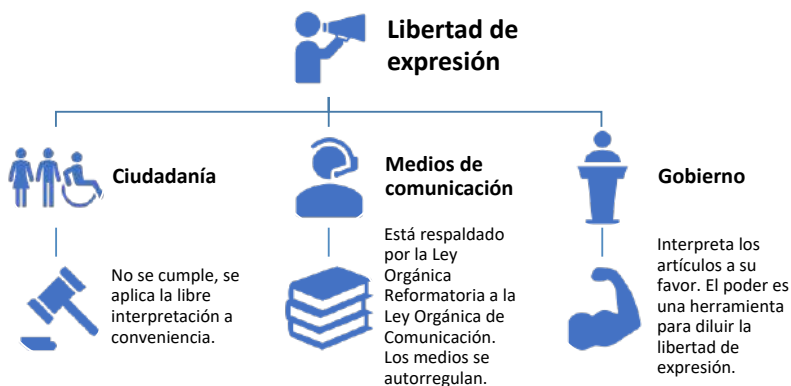 Libertad de
expresión
Ciudadanía
Medios de
comunicación
Gobierno
No se cumple, se
aplica la libre
interpretación a
conveniencia.
Está respaldado
por la Ley
Orgánica
Reformatoria a la
Ley Orgánica de
Comunicación.
Los medios se
autorregulan.
Interpreta los
artículos a su
favor. El poder es
una herramienta
para diluir la
libertad de
expresión.